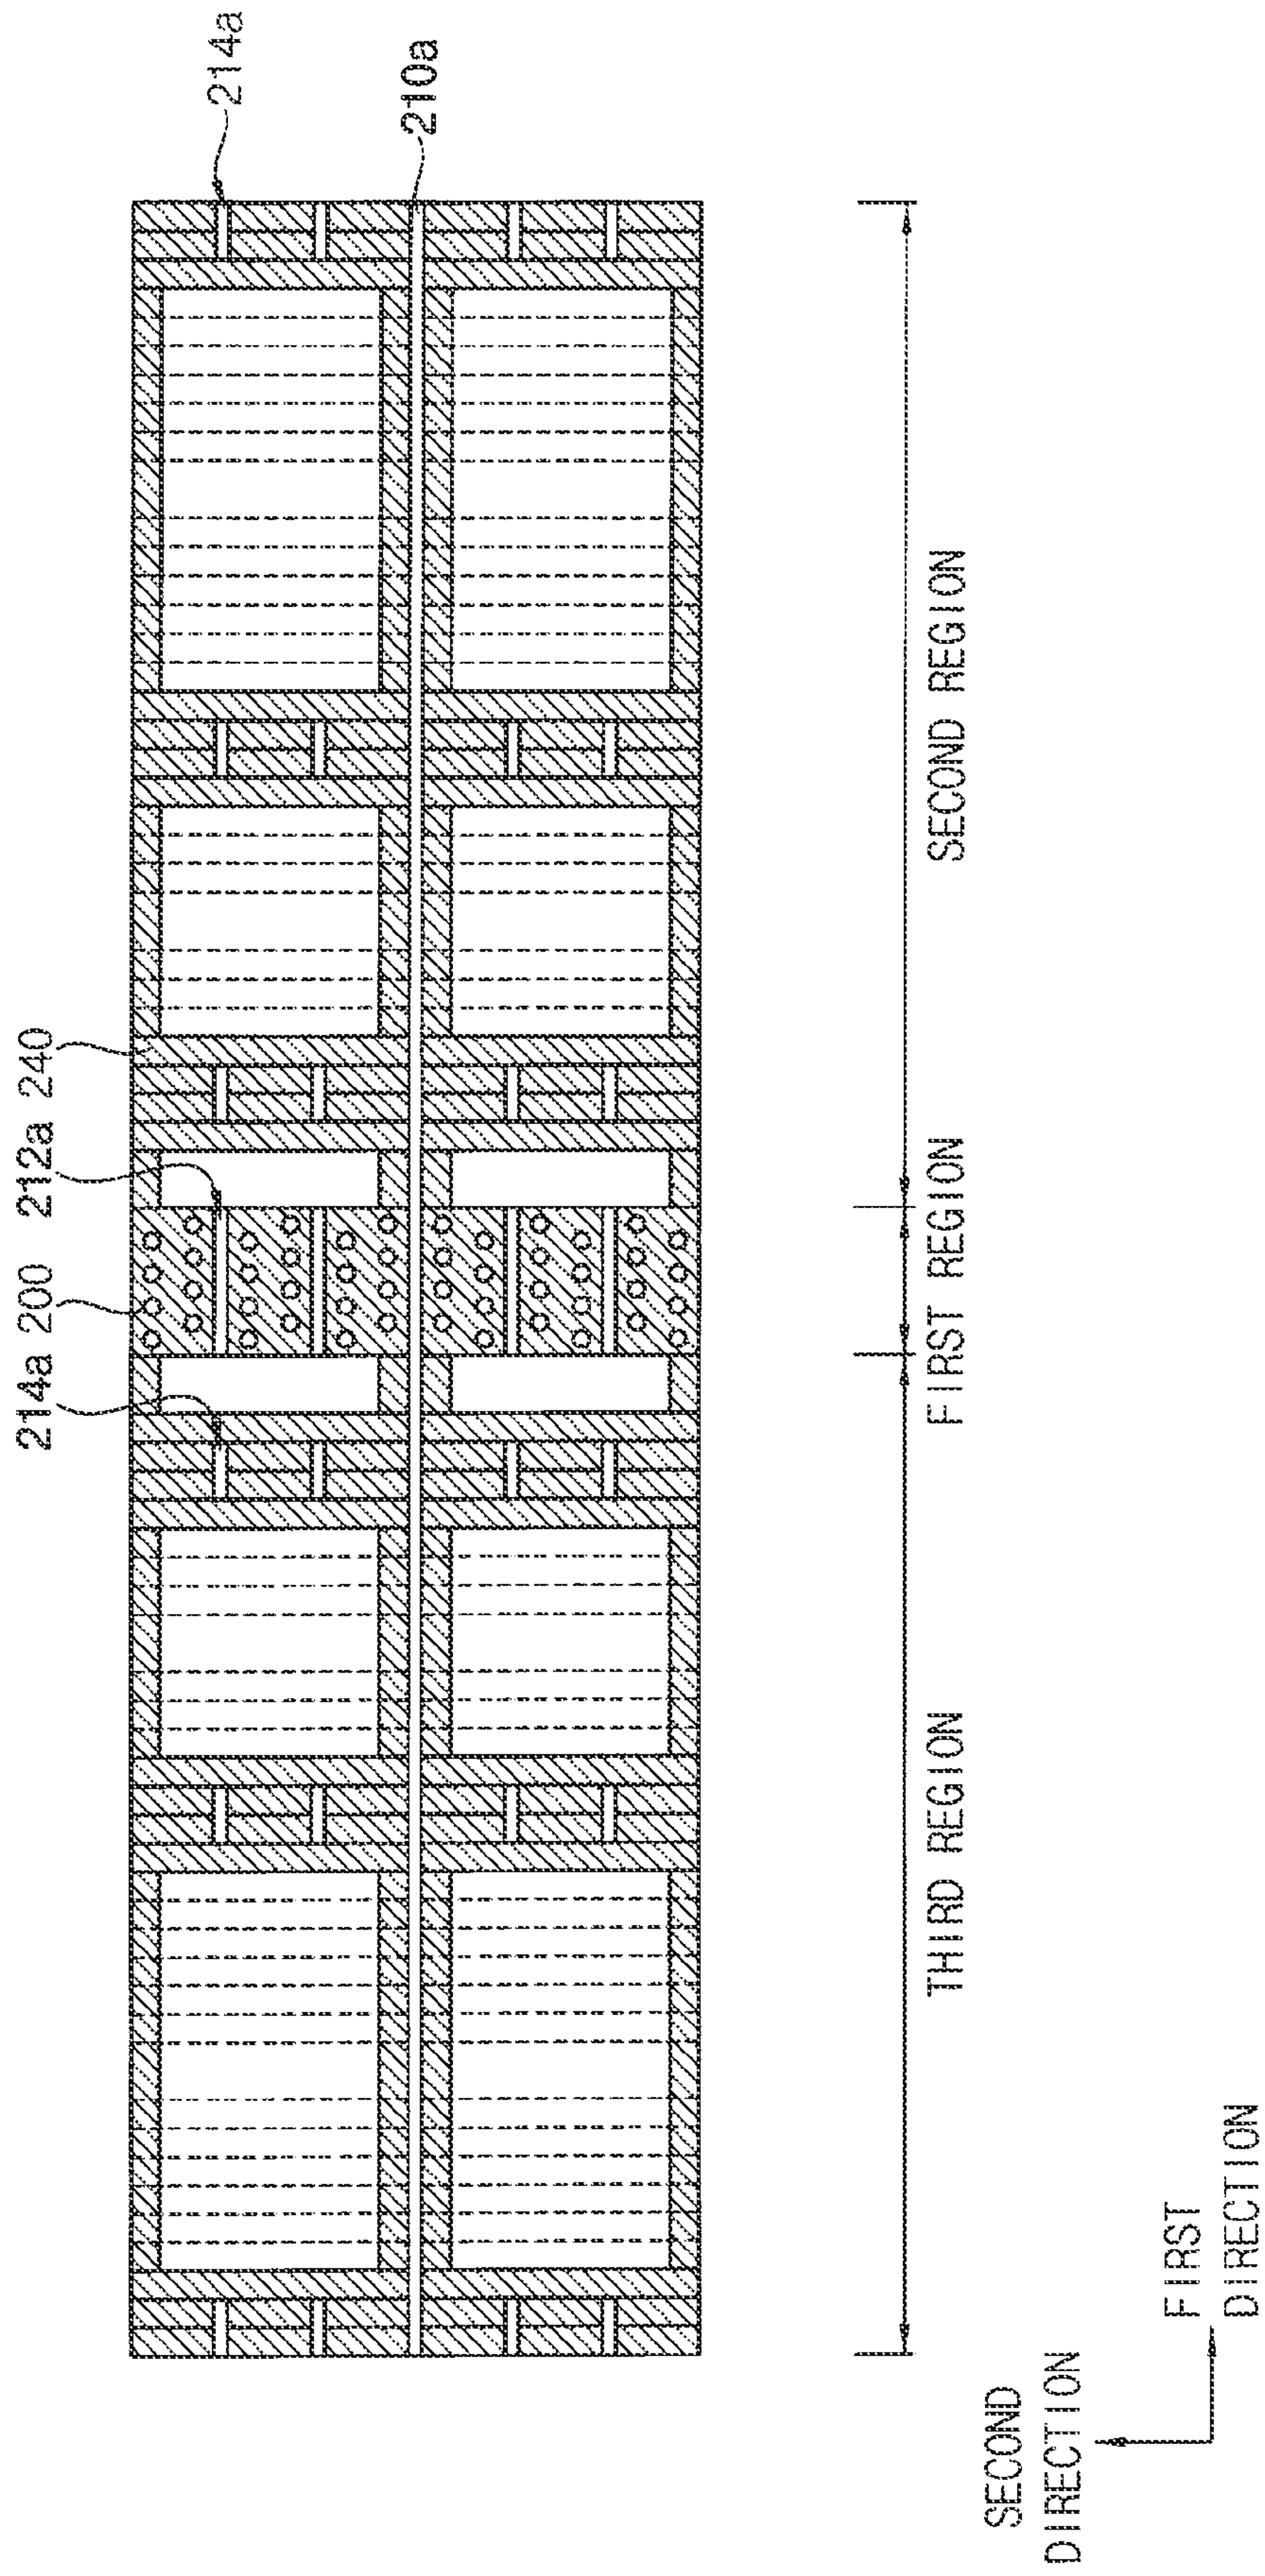 214a 200 212a 240
214a
210a
THIRD REGION
FIRST REGION
SECOND REGION
SECOND
DIRECTION
FIRST
DIRECTION